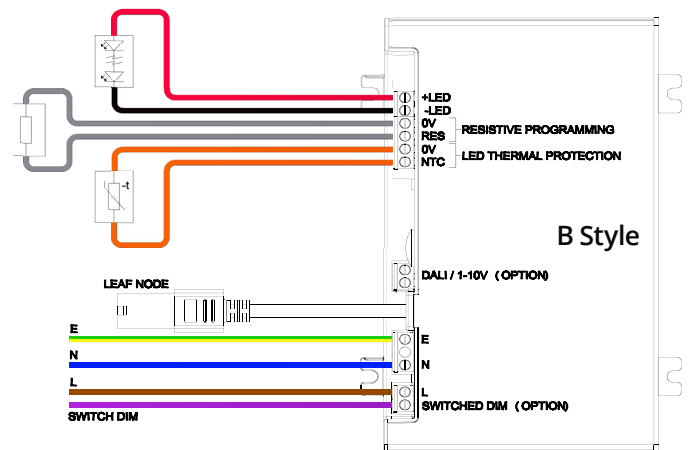 +LED
-LED
0V
RES
RESISTIVE PROGRAMMING
0V
NTC
LED THERMAL PROTECTION
-t
B Style
DALI / 1-10V ( OPTION)
LEAF NODE
E
E
N
N
L
L
SWITCH DIM
SWITCHED DIM ( OPTION)